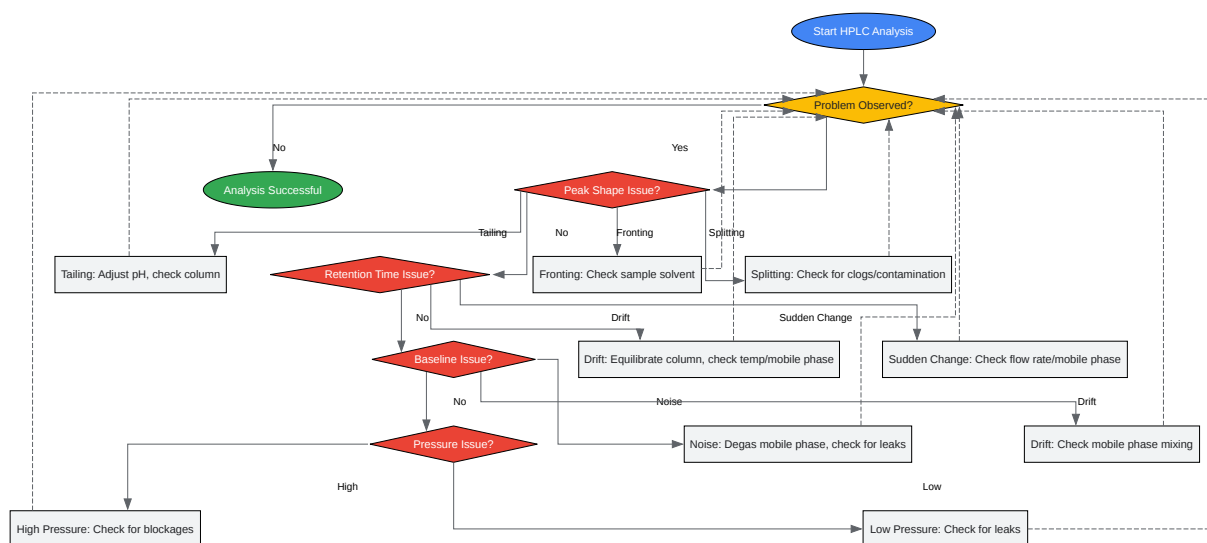 Start HPLC Analysis
Problem Observed?
No
Yes
Analysis Successful
Peak Shape Issue?
Tailing
No
Fronting
Splitting
Tailing: Adjust pH, check column
Retention Time Issue?
Fronting: Check sample solvent
Splitting: Check for clogs/contamination
No
Drift
Sudden Change
Baseline Issue?
Drift: Equilibrate column, check temp/mobile phase
Sudden Change: Check flow rate/mobile phase
No
Noise
Drift
Pressure Issue?
Noise: Degas mobile phase, check for leaks
Drift: Check mobile phase mixing
High
Low
High Pressure: Check for blockages
Low Pressure: Check for leaks